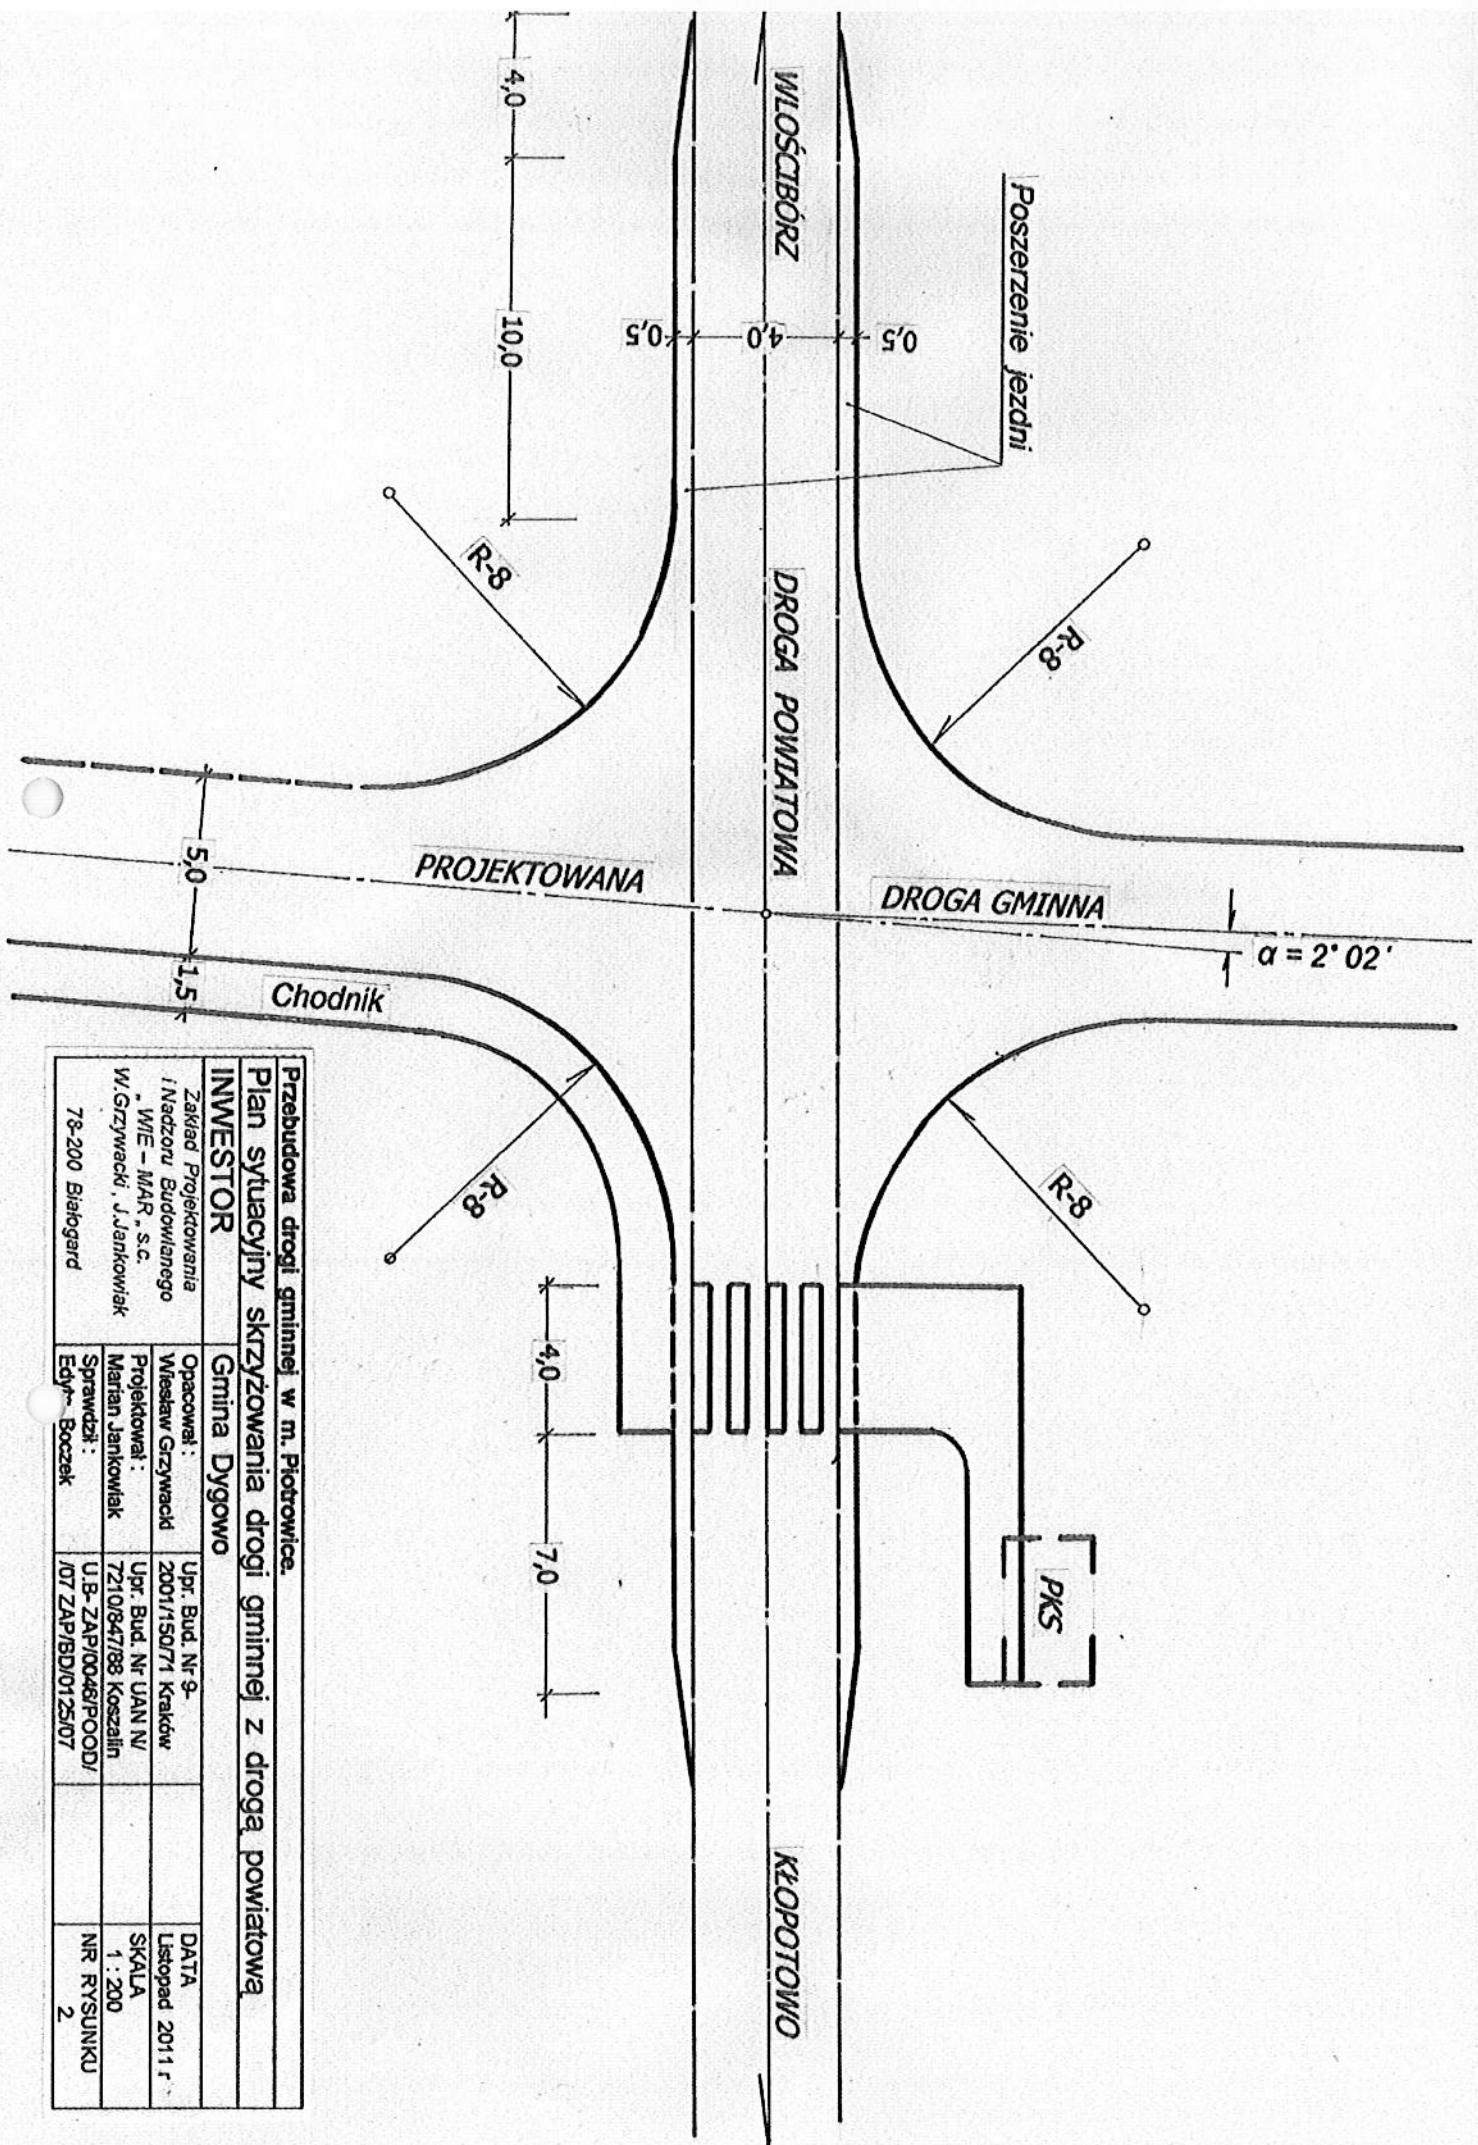 Poszerzenie jezdni
WLOŚCIBÓRZ
DROGA POWIATOWA
KŁOPOTOWO
4,0
10,0
0,5
4,0
0,5
R-8
R-8
R-8
R-8
PROJEKTOWANA
DROGA GMINNA
α = 2° 02'
5,0
1,5
Chodnik
4,0
7,0
PKS
Przebudowa drogi gminnej w m. Piotrowice.
Plan sytuacyjny skrzyżowania drogi gminnej z drogą powiatową
INWESTOR
Gmina Dygowo
Zakład Projektowania
i Nadzoru Budowlanego
„ WIE – MAR „ s.c.
W.Grzywacki , J.Jankowiak
78-200 Białogard
Opacował :
Wiesław Grzywacki
Projektował :
Marian Jankowiak
Sprawdził :
Boczek
Upr. Bud. Nr 9-
2001/150/71 Kraków
Upr. Bud. Nr UAN N/
7210/847/88 Koszalin
U.B- ZAP/0046/POOD/
/07 ZAP/BD/0125/07
DATA
Listopad 2011 r
SKALA
1 : 200
NR RYSUNKU
2